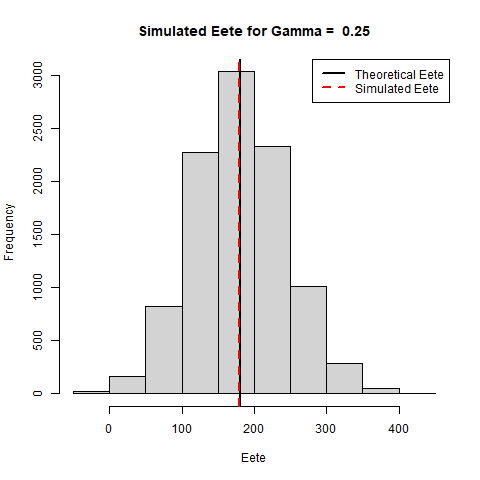 Simulated Eete for Gamma =  0.25
Theoretical Eete
Simulated Eete
Frequency
3000
2500
2000
1500
1000
500
0
0 100 200 300 400
Eete